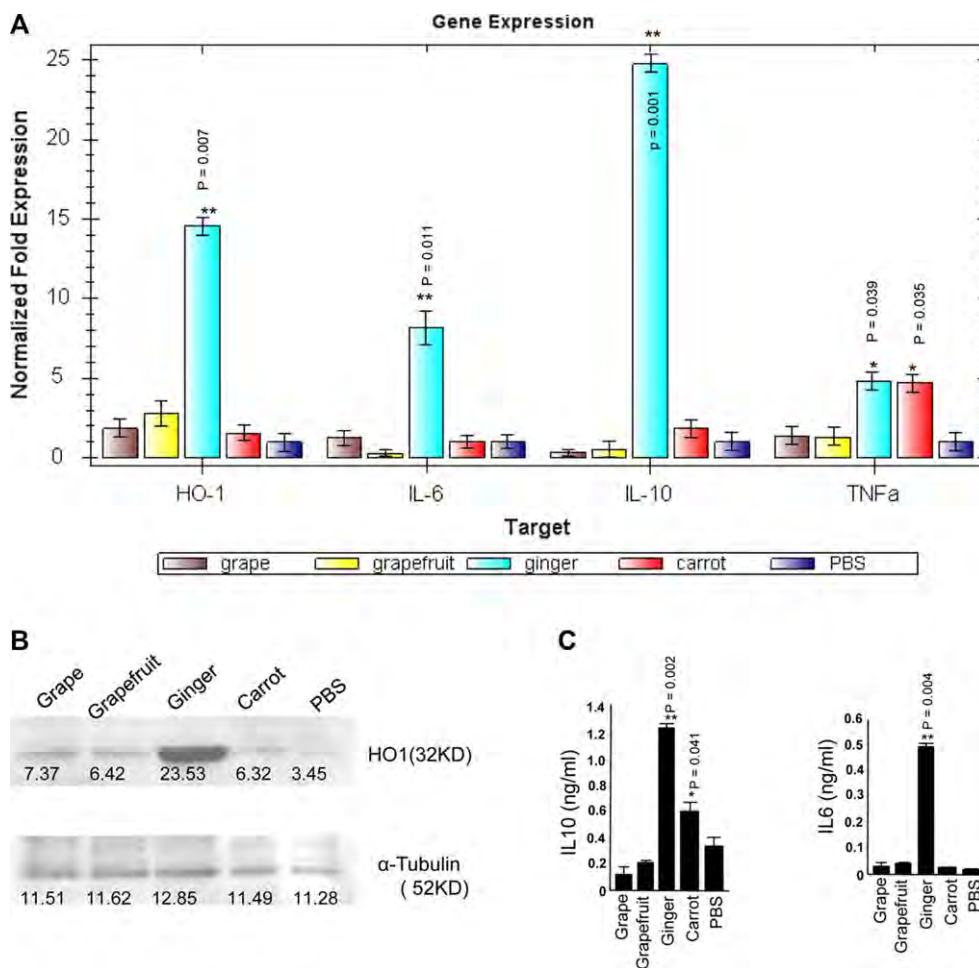 A
Gene Expression
Normalized Fold Expression
25
20
15
10
5
0
P = 0.007
**
P = 0.011
**
**
p = 0.001
P = 0.039
*
P = 0.035
*
HO-1 IL-6 IL-10 TNFa
Target
grape grapefruit ginger carrot PBS
B
Grape Grapefruit Ginger Carrot PBS
HO1(32KD)
7.37 6.42 23.53 6.32 3.45
α-Tubulin
( 52KD)
11.51 11.62 12.85 11.49 11.28
C
IL10 (ng/ml)
1.4
1.2
1.0
0.8
0.6
0.4
0.2
0
*P = 0.002
*P = 0.041
Grape Grapefruit Ginger Carrot PBS
IL6 (ng/ml)
0.6
0.5
0.4
0.3
0.2
0.1
0
** P = 0.004
Grape Grapefruit Ginger Carrot PBS